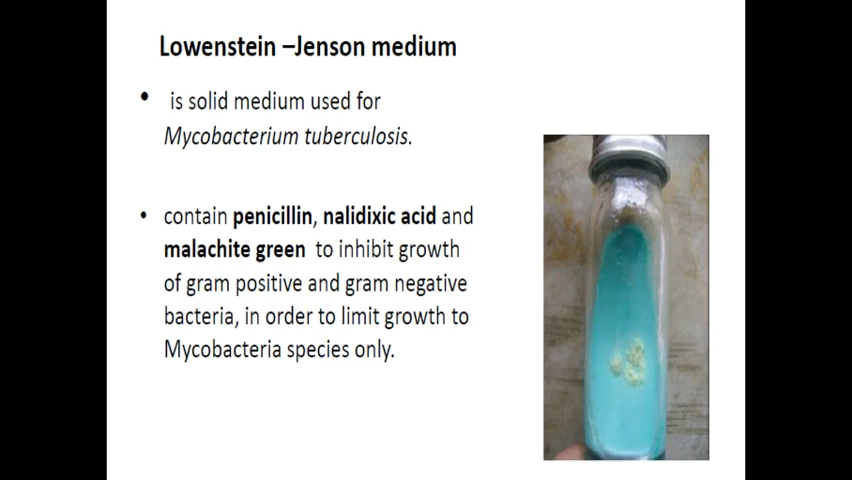 Lowenstein –Jenson medium
• is solid medium used for
Mycobacterium tuberculosis.
• contain penicillin, nalidixic acid and
malachite green to inhibit growth
of gram positive and gram negative
bacteria, in order to limit growth to
Mycobacteria species only.